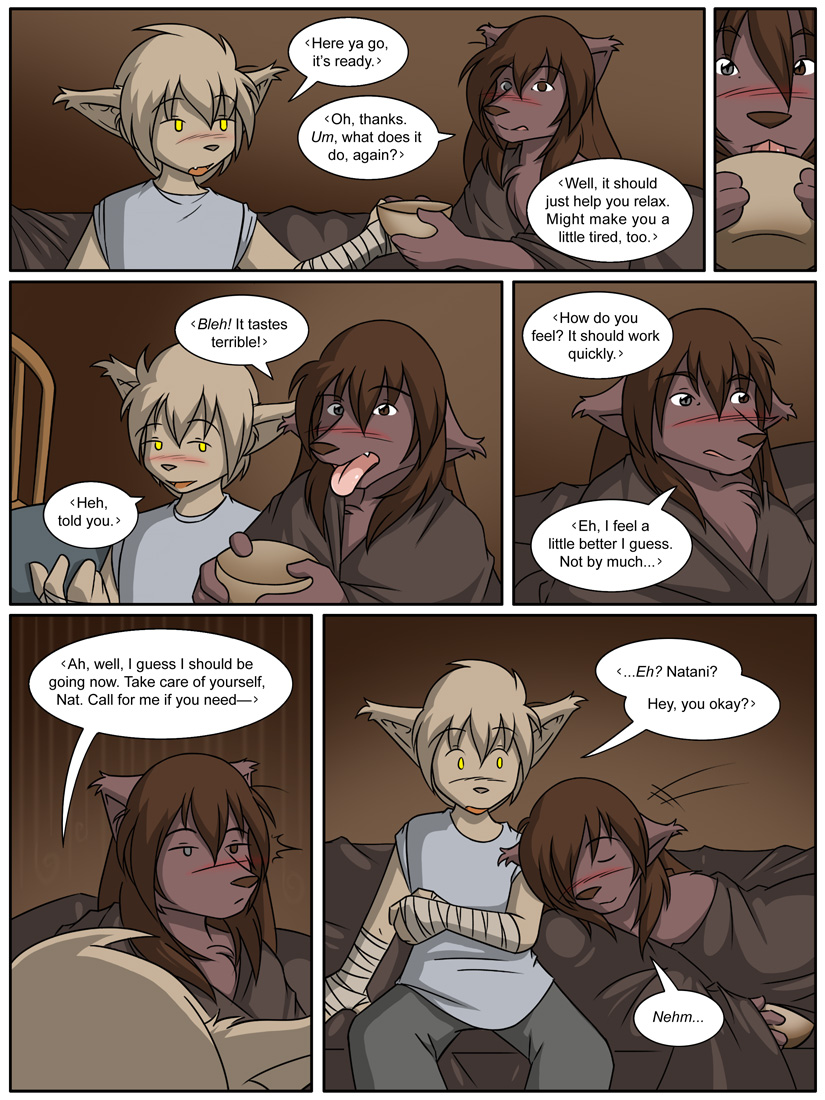 ‹Here ya go,
it's ready.›
‹Oh, thanks.
Um, what does it
do, again?›
‹Well, it should
just help you relax.
Might make you a
little tired, too.›
‹Bleh! It tastes
terrible!›
‹Heh,
told you.›
‹How do you
feel? It should work
quickly.›
‹Eh, I feel a
little better I guess.
Not by much...›
‹Ah, well, I guess I should be
going now. Take care of yourself,
Nat. Call for me if you need—›
‹...Eh? Natani?
Hey, you okay?›
Nehm...